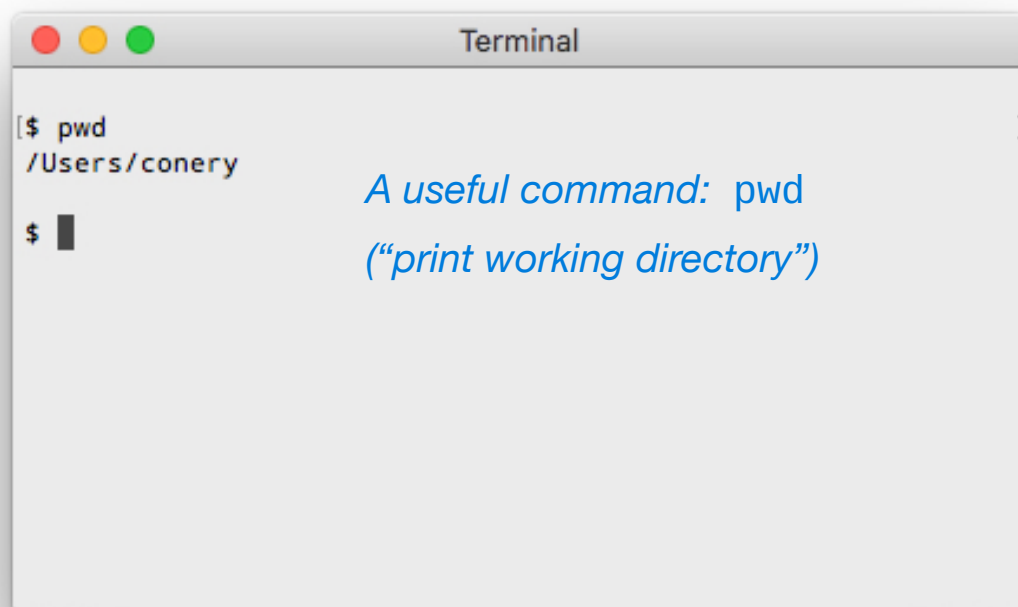 Terminal
[$ pwd
/Users/conery
A useful command: pwd
$
(“print working directory”)